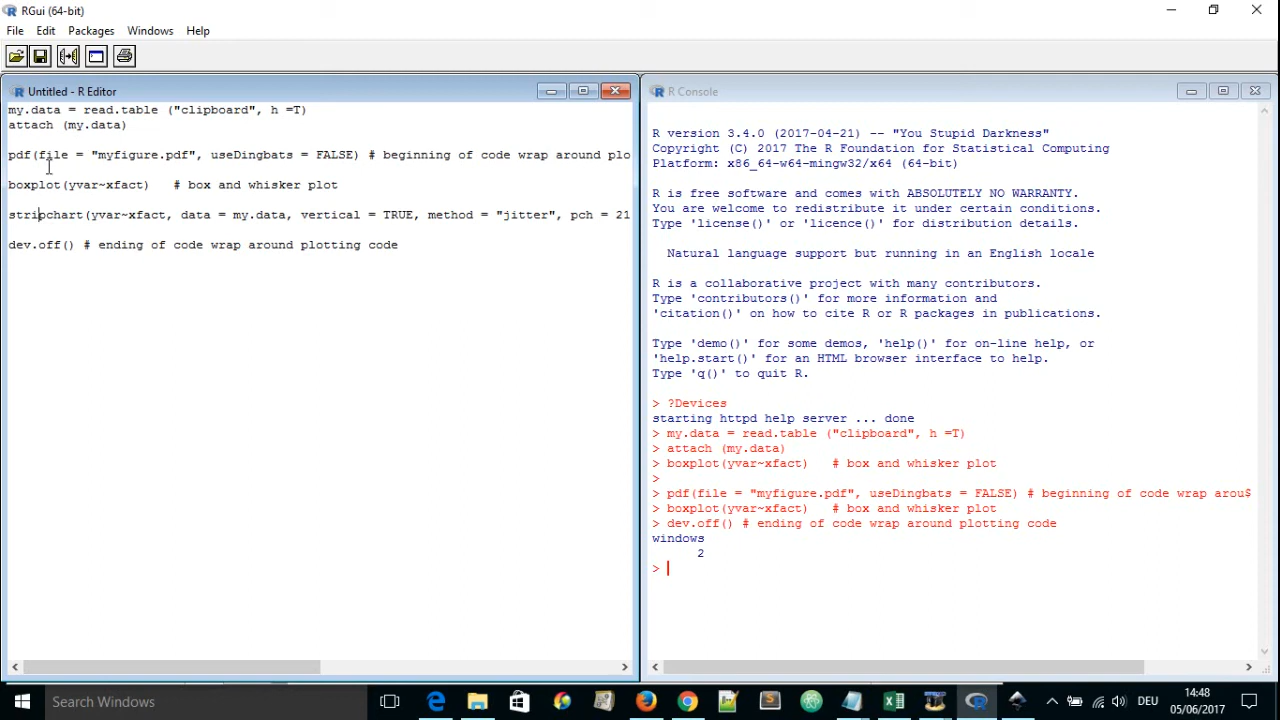 RGui (64-bit)
File Edit Packages Windows Help
Untitled - R Editor
my.data = read.table ("clipboard", h =T)
attach (my.data)
pdf(file = "myfigure.pdf", useDingbats = FALSE) # beginning of code wrap around plo
boxplot(yvar~xfact) # box and whisker plot
stripchart(yvar~xfact, data = my.data, vertical = TRUE, method = "jitter", pch = 21
dev.off() # ending of code wrap around plotting code
R Console
R version 3.4.0 (2017-04-21) -- "You Stupid Darkness"
Copyright (C) 2017 The R Foundation for Statistical Computing
Platform: x86_64-w64-mingw32/x64 (64-bit)
R is free software and comes with ABSOLUTELY NO WARRANTY.
You are welcome to redistribute it under certain conditions.
Type 'license()' or 'licence()' for distribution details.
Natural language support but running in an English locale
R is a collaborative project with many contributors.
Type 'contributors()' for more information and
'citation()' on how to cite R or R packages in publications.
Type 'demo()' for some demos, 'help()' for on-line help, or
'help.start()' for an HTML browser interface to help.
Type 'q()' to quit R.
> ?Devices
starting httpd help server ... done
> my.data = read.table ("clipboard", h =T)
> attach (my.data)
> boxplot(yvar~xfact) # box and whisker plot
>
> pdf(file = "myfigure.pdf", useDingbats = FALSE) # beginning of code wrap arou$
> boxplot(yvar~xfact) # box and whisker plot
> dev.off() # ending of code wrap around plotting code
windows
2
>
Search Windows
DEU
14:48
05/06/2017